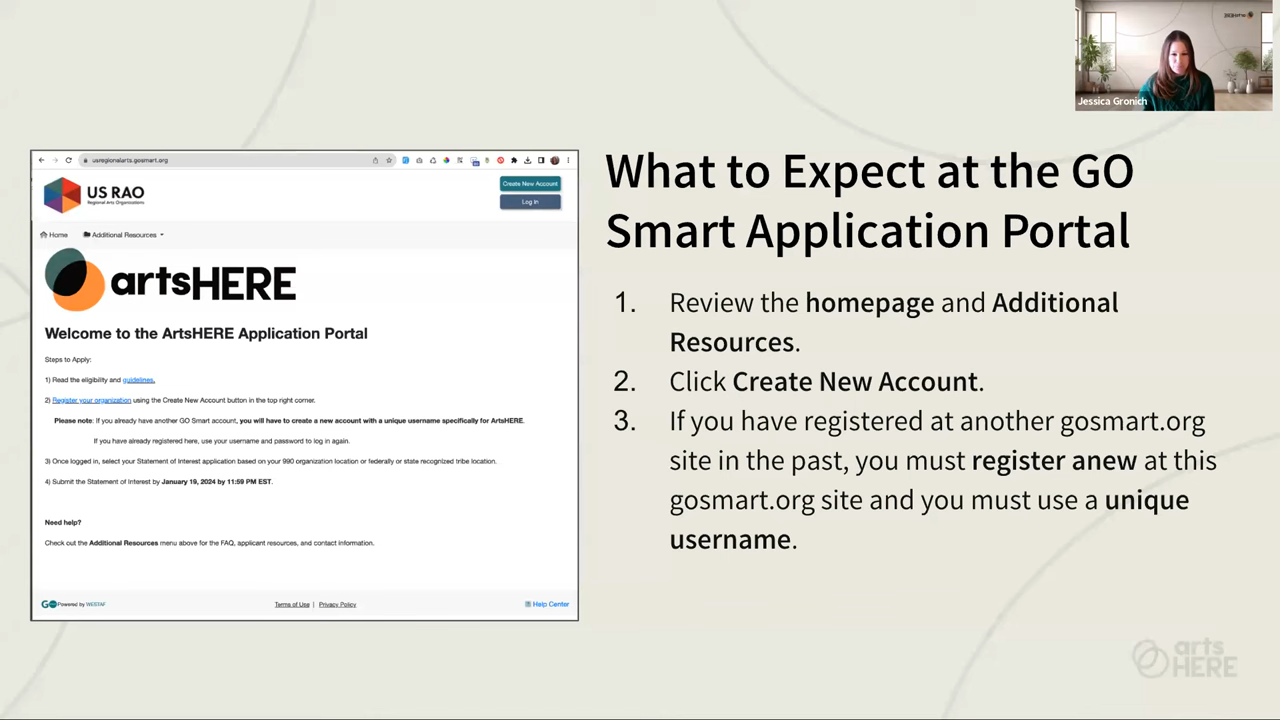 Jessica Gronich
usregionalarts.gosmart.org
US RAO
Regional Arts Organizations
Create New Account
Log In
Home
Additional Resources
artsHERE
Welcome to the ArtsHERE Application Portal
Steps to Apply:
1) Read the eligibility and guidelines.
2) Register your organization using the Create New Account button in the top right corner.
Please note: If you already have another GO Smart account, you will have to create a new account with a unique username specifically for ArtsHERE.
If you have already registered here, use your username and password to log in again.
3) Once logged in, select your Statement of Interest application based on your 990 organization location or federally or state recognized tribe location.
4) Submit the Statement of Interest by January 19, 2024 by 11:59 PM EST.
Need help?
Check out the Additional Resources menu above for the FAQ, applicant resources, and contact information.
Powered by WESTAF
Terms of Use | Privacy Policy
Help Center
What to Expect at the GO
Smart Application Portal
1. Review the homepage and Additional
Resources.
2. Click Create New Account.
3. If you have registered at another gosmart.org
site in the past, you must register anew at this
gosmart.org site and you must use a unique
username.
arts
HERE